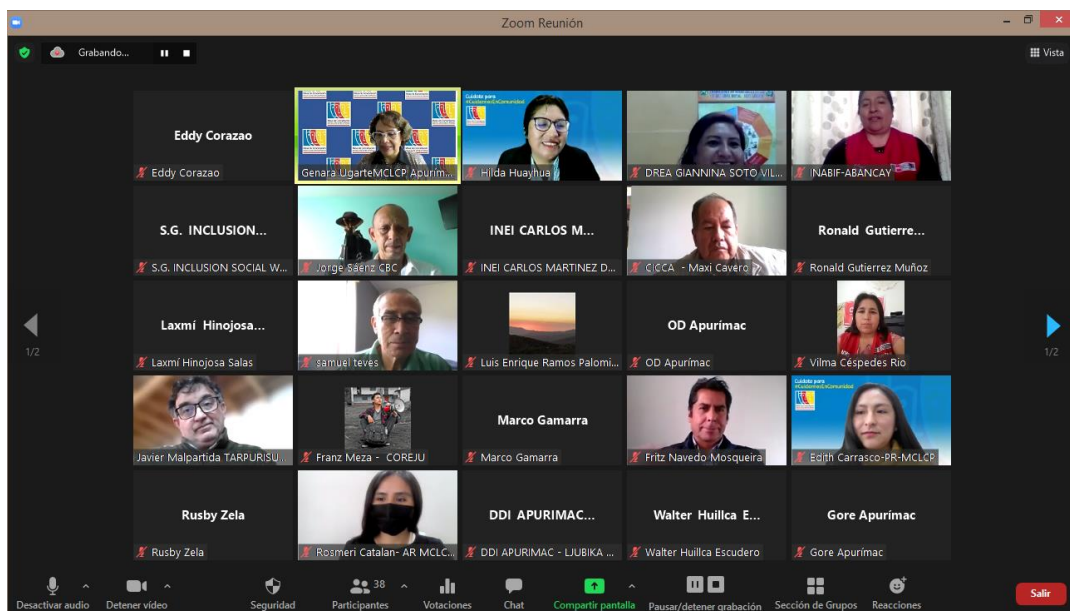 Zoom Reunión
Grabando...
Vista
Eddy Corazao
Eddy Corazao
Genara UgarteMCLCP Apurím...
Cuídate para
#CuidarnosEnComunidad
Hilda Huayhua
DREA GIANNINA SOTO VIL...
INABIF-ABANCAY
S.G. INCLUSION...
S.G. INCLUSION SOCIAL W...
Jorge Sáenz CBC
INEI CARLOS M...
INEI CARLOS MARTINEZ D...
CICCA - Maxi Cavero
Ronald Gutierre...
Ronald Gutierrez Muñoz
1/2
Laxmí Hinojosa...
Laxmí Hinojosa Salas
samuel teves
Luis Enrique Ramos Palomi...
OD Apurímac
OD Apurímac
Vilma Céspedes Rio
1/2
Javier Malpartida TARPURISU...
Franz Meza - COREJU
Marco Gamarra
Marco Gamarra
Fritz Navedo Mosqueira
Cuídate para
#CuidarnosEnComunidad
Edith Carrasco-PR-MCLCP
Rusby Zela
Rusby Zela
Rosmeri Catalan- AR MCLC...
DDI APURIMAC...
DDI APURIMAC - LJUBIKA ...
Walter Huillca E...
Walter Huillca Escudero
Gore Apurímac
Gore Apurímac
Desactivar audio
Detener vídeo
Seguridad
38
Participantes
Votaciones
Chat
Compartir pantalla
Pausar/detener grabación
Sección de Grupos
Reacciones
Salir